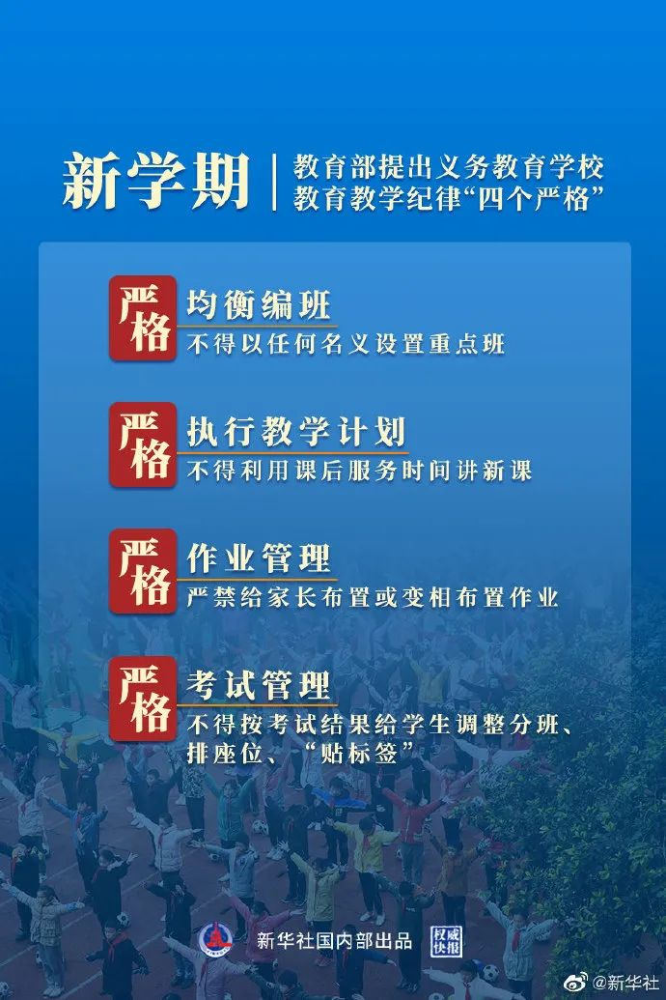 新学期
教育部提出义务教育学校
教育教学纪律“四个严格”
严格
均衡编班
不得以任何名义设置重点班
严格
执行教学计划
不得利用课后服务时间讲新课
严格
作业管理
严禁给家长布置或变相布置作业
严格
考试管理
不得按考试结果给学生调整分班、
排座位、“贴标签”
新华社国内部出品
权威
快报
@新华社